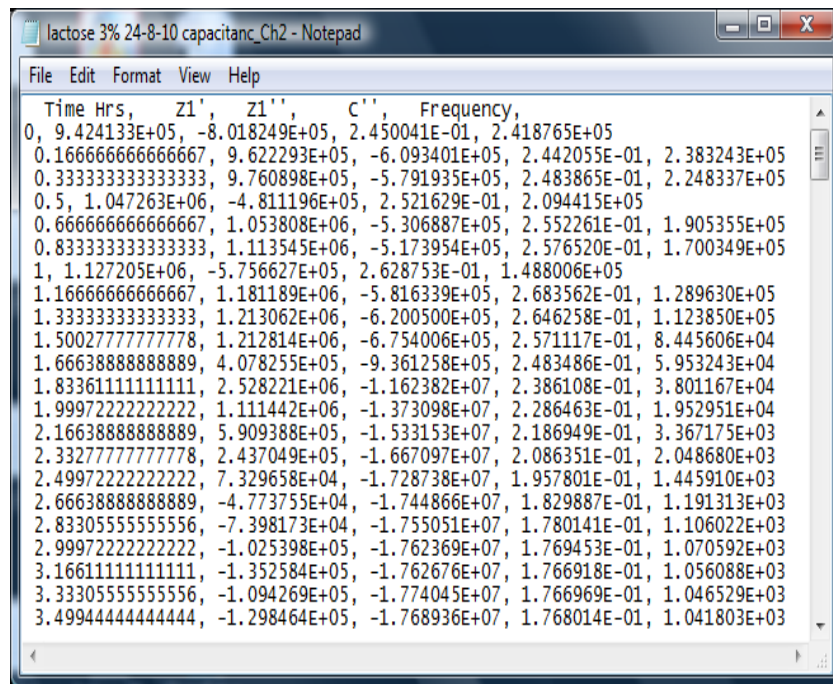 lactose 3% 24-8-10 capacitanc_Ch2 - Notepad
File Edit Format View Help
Time Hrs, Z1', Z1'', C'', Frequency,
0, 9.424133E+05, -8.018249E+05, 2.450041E-01, 2.418765E+05
0.166666666666667, 9.622293E+05, -6.093401E+05, 2.442055E-01, 2.383243E+05
0.333333333333333, 9.760898E+05, -5.791935E+05, 2.483865E-01, 2.248337E+05
0.5, 1.047263E+06, -4.811196E+05, 2.521629E-01, 2.094415E+05
0.666666666666667, 1.053808E+06, -5.306887E+05, 2.552261E-01, 1.905355E+05
0.833333333333333, 1.113545E+06, -5.173954E+05, 2.576520E-01, 1.700349E+05
1, 1.127205E+06, -5.756627E+05, 2.628753E-01, 1.488006E+05
1.16666666666667, 1.181189E+06, -5.816339E+05, 2.683562E-01, 1.289630E+05
1.33333333333333, 1.213062E+06, -6.200500E+05, 2.646258E-01, 1.123850E+05
1.50027777777778, 1.212814E+06, -6.754006E+05, 2.571117E-01, 8.445606E+04
1.66638888888889, 4.078255E+05, -9.361258E+05, 2.483486E-01, 5.953243E+04
1.83361111111111, 2.528221E+06, -1.162382E+07, 2.386108E-01, 3.801167E+04
1.99972222222222, 1.111442E+06, -1.373098E+07, 2.286463E-01, 1.952951E+04
2.16638888888889, 5.909388E+05, -1.533153E+07, 2.186949E-01, 3.367175E+03
2.33277777777778, 2.437049E+05, -1.667097E+07, 2.086351E-01, 2.048680E+03
2.49972222222222, 7.329658E+04, -1.728738E+07, 1.957801E-01, 1.445910E+03
2.66638888888889, -4.773755E+04, -1.744866E+07, 1.829887E-01, 1.191313E+03
2.83305555555556, -7.398173E+04, -1.755051E+07, 1.780141E-01, 1.106022E+03
2.99972222222222, -1.025398E+05, -1.762369E+07, 1.769453E-01, 1.070592E+03
3.16611111111111, -1.352584E+05, -1.762676E+07, 1.766918E-01, 1.056088E+03
3.33305555555556, -1.094269E+05, -1.774045E+07, 1.766969E-01, 1.046529E+03
3.49944444444444, -1.298464E+05, -1.768936E+07, 1.768014E-01, 1.041803E+03